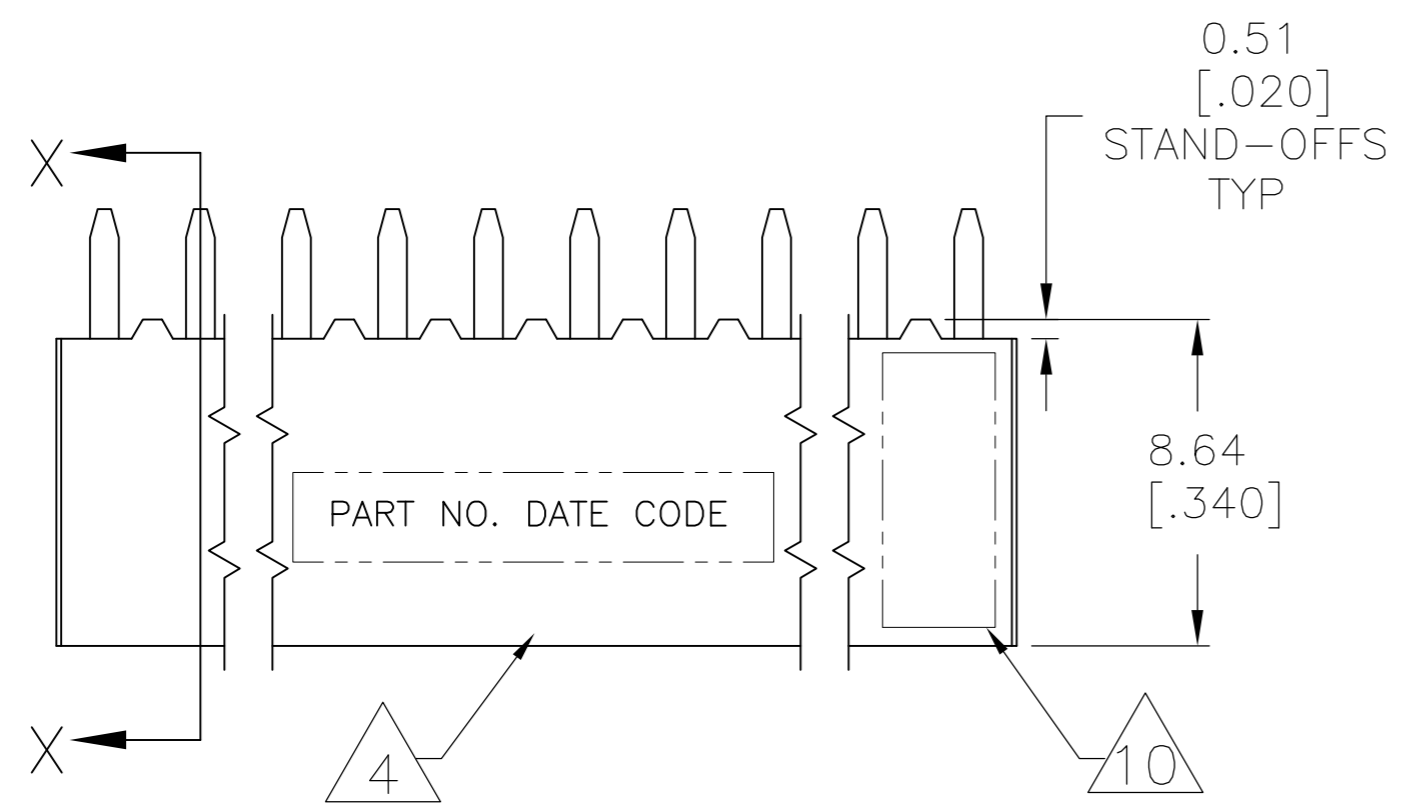 0.51
[.020]
STAND-OFFS
TYP
X
PART NO. DATE CODE
8.64
[.340]
X
4
10